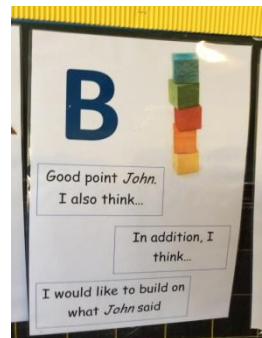 B
Good point John.
I also think...
In addition, I
think...
I would like to build on
what John said